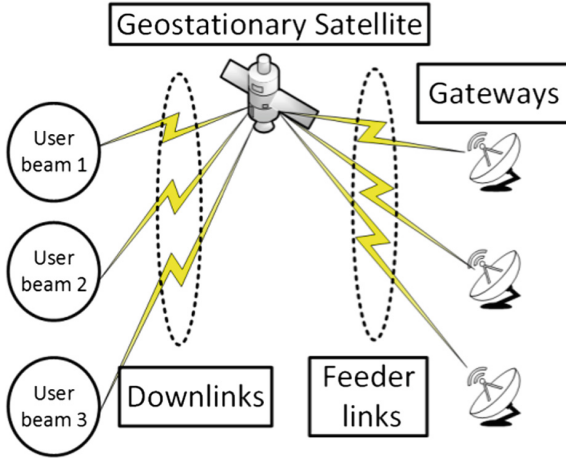 Geostationary Satellite
Gateways
User
beam 1
User
beam 2
User
beam 3
Downlinks
Feeder
links